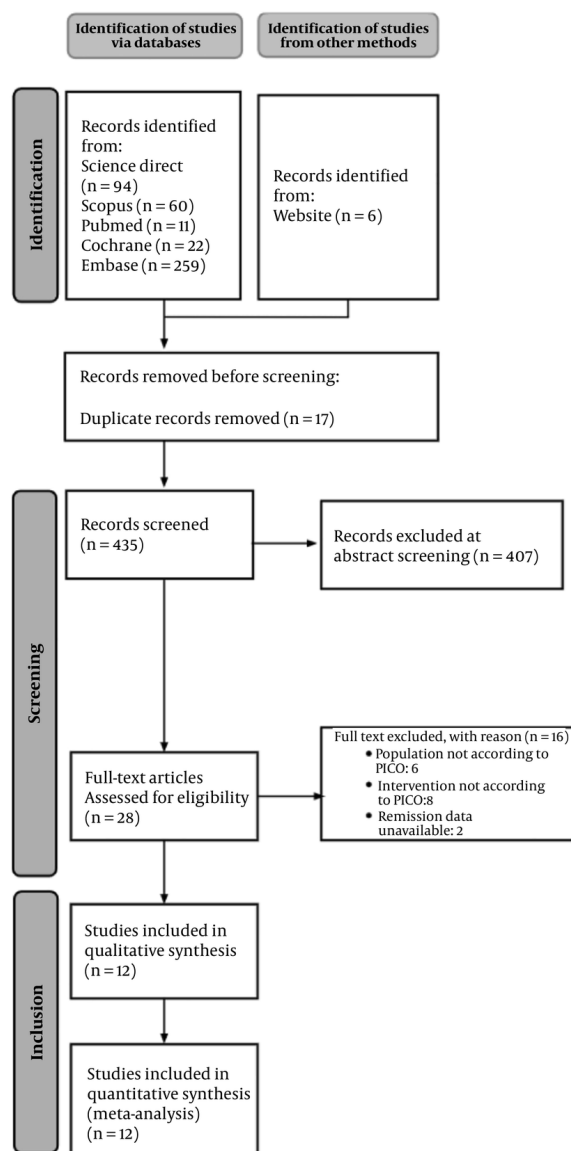 Identification of studies
via databases
Identification of studies
from other methods
Identification
Records identified
from:
Science direct
(n = 94)
Scopus (n = 60)
Pubmed (n = 11)
Cochrane (n = 22)
Embase (n = 259)
Records identified
from:
Website (n = 6)
Records removed before screening:
Duplicate records removed (n = 17)
Screening
Records screened
(n = 435)
Records excluded at
abstract screening (n = 407)
Full-text articles
Assessed for eligibility
(n = 28)
Full text excluded, with reason (n = 16)
• Population not according to
PICO: 6
• Intervention not according
to PICO:8
• Remission data
unavailable: 2
Inclusion
Studies included in
qualitative synthesis
(n = 12)
Studies included in
quantitative synthesis
(meta-analysis)
(n = 12)